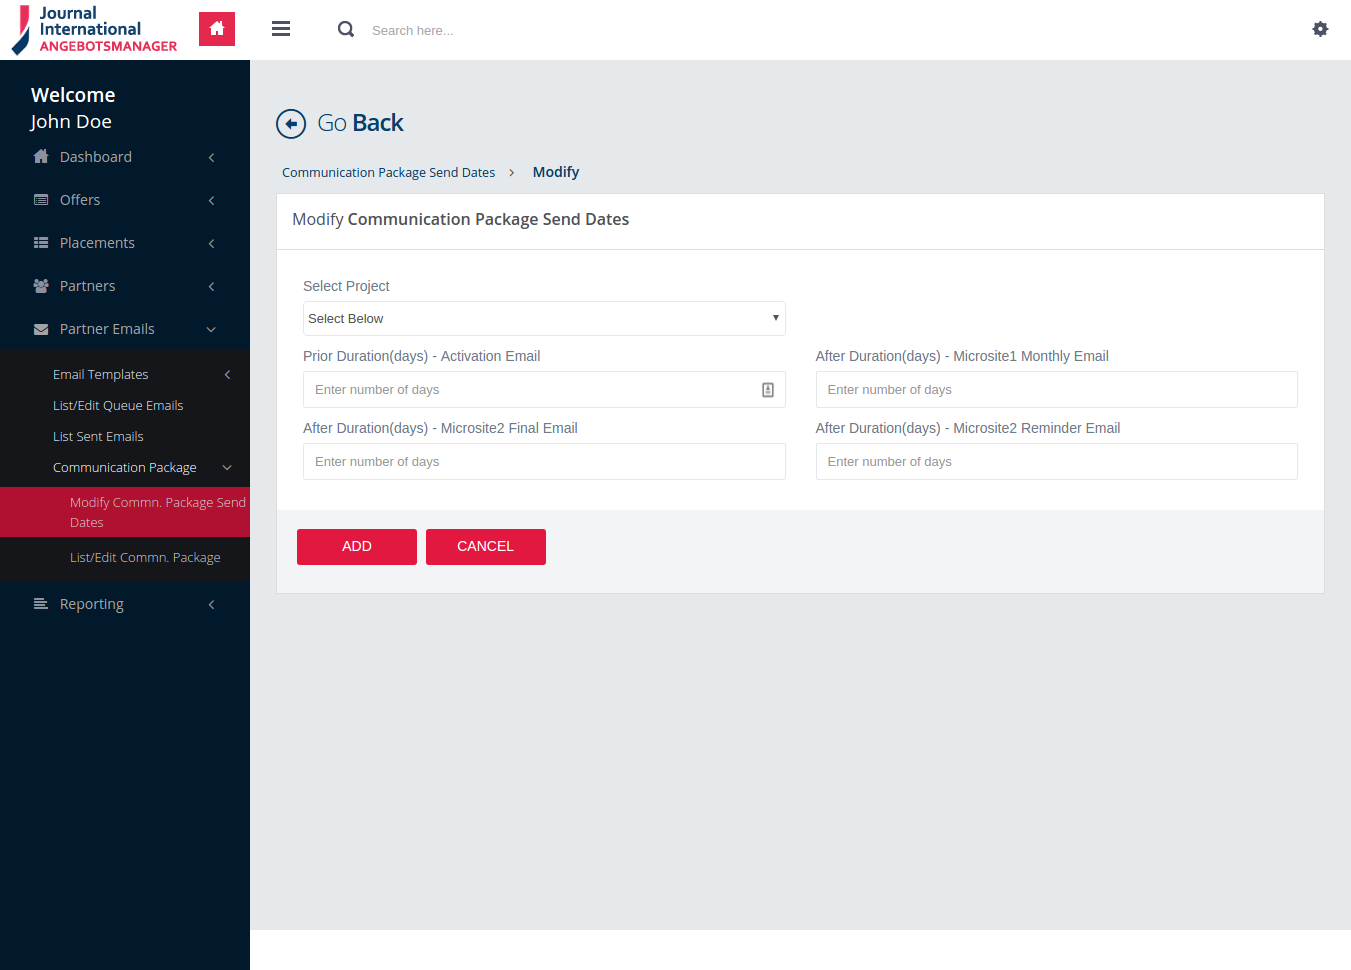 Journal
International
ANGEBOTSMANAGER
Search here...
Welcome
John Doe
Dashboard
Offers
Placements
Partners
Partner Emails
Email Templates
List/Edit Queue Emails
List Sent Emails
Communication Package
Modify Commn. Package Send
Dates
List/Edit Commn. Package
Reporting
Go Back
Communication Package Send Dates > Modify
Modify Communication Package Send Dates
Select Project
Select Below
Prior Duration(days) - Activation Email
Enter number of days
After Duration(days) - Microsite1 Monthly Email
Enter number of days
After Duration(days) - Microsite2 Final Email
Enter number of days
After Duration(days) - Microsite2 Reminder Email
Enter number of days
ADD
CANCEL